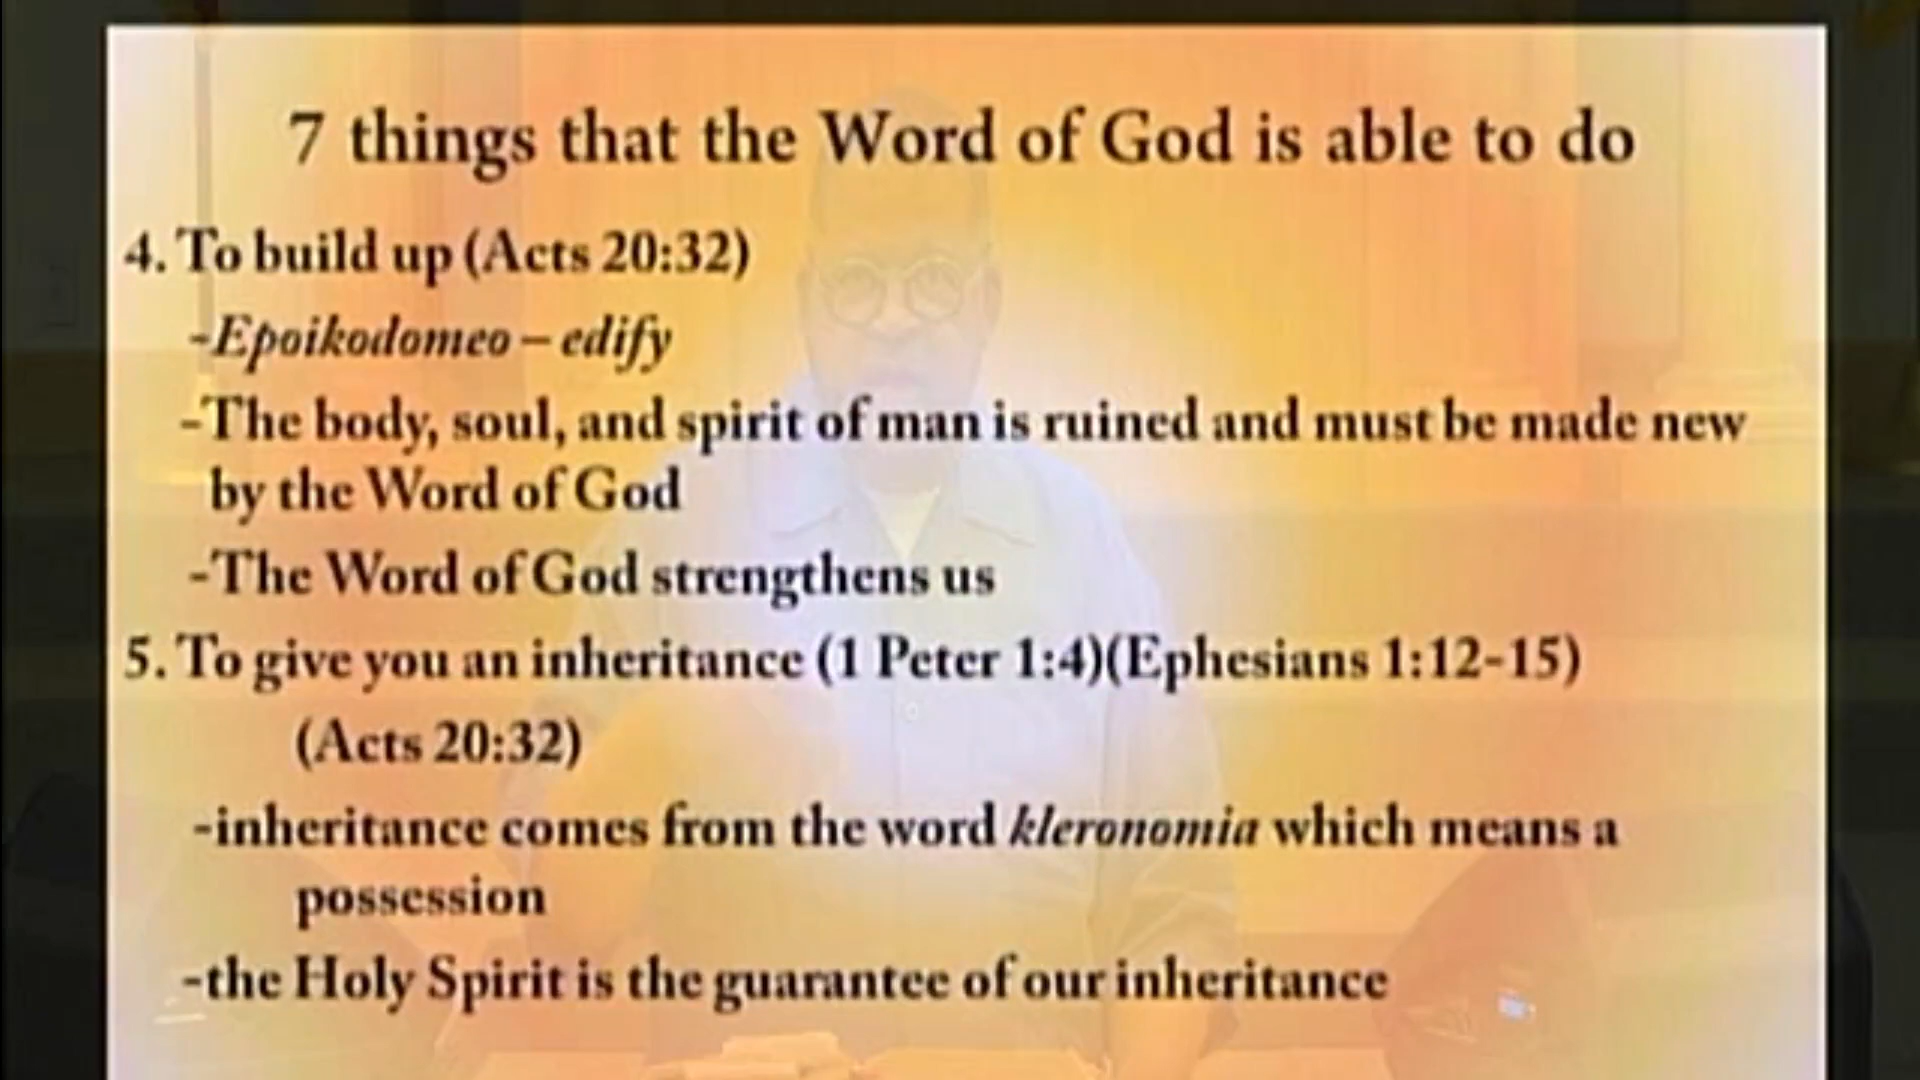 7 things that the Word of God is able to do
4. To build up (Acts 20:32)
-Epoikodomeo – edify
-The body, soul, and spirit of man is ruined and must be made new
by the Word of God
-The Word of God strengthens us
5. To give you an inheritance (1 Peter 1:4)(Ephesians 1:12-15)
(Acts 20:32)
-inheritance comes from the word kleronomia which means a
possession
-the Holy Spirit is the guarantee of our inheritance